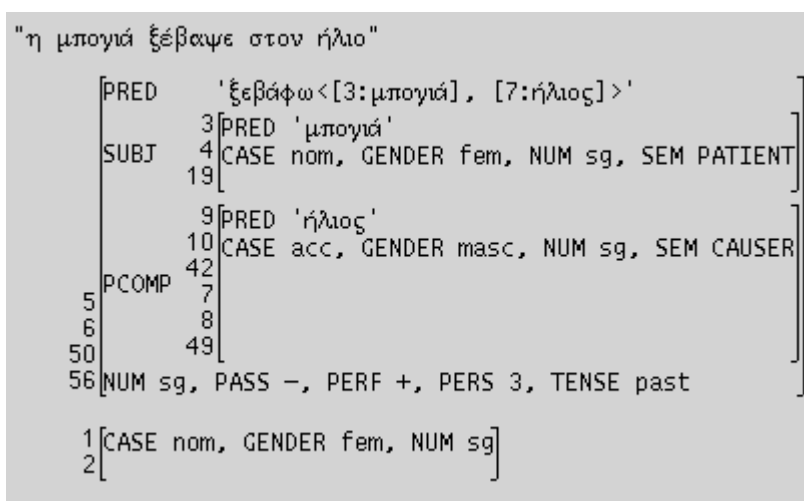 "η μπογιά ξέβαψε στον ήλιο"
PRED 'ξεβάφω<[3:μπογιά], [7:ήλιος]>'
3 PRED 'μπογιά'
SUBJ 4 CASE nom, GENDER fem, NUM sg, SEM PATIENT
19
9 PRED 'ήλιος'
10 CASE acc, GENDER masc, NUM sg, SEM CAUSER
42
PCOMP 7
5
8
6
49
50
56 NUM sg, PASS –, PERF +, PERS 3, TENSE past
1 CASE nom, GENDER fem, NUM sg
2